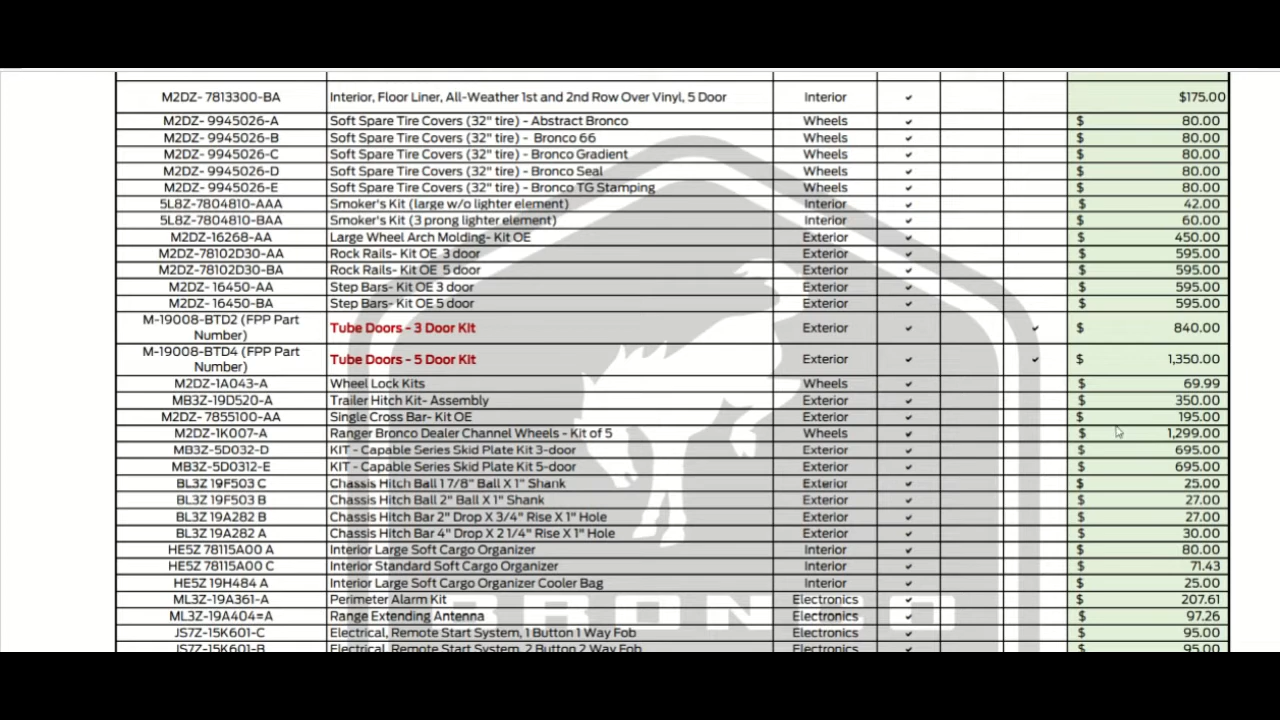 M2DZ- 7813300-BA Interior, Floor Liner, All-Weather 1st and 2nd Row Over Vinyl, 5 Door Interior ✓ $175.00
M2DZ- 9945026-A Soft Spare Tire Covers (32" tire) - Abstract Bronco Wheels ✓ $ 80.00
M2DZ- 9945026-B Soft Spare Tire Covers (32" tire) - Bronco 66 Wheels ✓ $ 80.00
M2DZ- 9945026-C Soft Spare Tire Covers (32" tire) - Bronco Gradient Wheels ✓ $ 80.00
M2DZ- 9945026-D Soft Spare Tire Covers (32" tire) - Bronco Seal Wheels ✓ $ 80.00
M2DZ- 9945026-E Soft Spare Tire Covers (32" tire) - Bronco TG Stamping Wheels ✓ $ 80.00
5L8Z-7804810-AAA Smoker's Kit (large w/o lighter element) Interior ✓ $ 42.00
5L8Z-7804810-BAA Smoker's Kit (3 prong lighter element) Interior ✓ $ 60.00
M2DZ-16268-AA Large Wheel Arch Molding- Kit OE Exterior ✓ $ 450.00
M2DZ-78102D30-AA Rock Rails- Kit OE 3 door Exterior ✓ $ 595.00
M2DZ-78102D30-BA Rock Rails- Kit OE 5 door Exterior ✓ $ 595.00
M2DZ- 16450-AA Step Bars- Kit OE 3 door Exterior ✓ $ 595.00
M2DZ- 16450-BA Step Bars- Kit OE 5 door Exterior ✓ $ 595.00
M-19008-BTD2 (FPP Part
Number) Tube Doors - 3 Door Kit Exterior ✓ ✓ $ 840.00
M-19008-BTD4 (FPP Part
Number) Tube Doors - 5 Door Kit Exterior ✓ ✓ $ 1,350.00
M2DZ-1A043-A Wheel Lock Kits Wheels ✓ $ 69.99
MB3Z-19D520-A Trailer Hitch Kit- Assembly Exterior ✓ $ 350.00
M2DZ- 7855100-AA Single Cross Bar- Kit OE Exterior ✓ $ 195.00
M2DZ-1K007-A Ranger Bronco Dealer Channel Wheels - Kit of 5 Wheels ✓ $ 1,299.00
MB3Z-5D032-D KIT - Capable Series Skid Plate Kit 3-door Exterior ✓ $ 695.00
MB3Z-5D0312-E KIT - Capable Series Skid Plate Kit 5-door Exterior ✓ $ 695.00
BL3Z 19F503 C Chassis Hitch Ball 1 7/8" Ball X 1" Shank Exterior ✓ $ 25.00
BL3Z 19F503 B Chassis Hitch Ball 2" Ball X 1" Shank Exterior ✓ $ 27.00
BL3Z 19A282 B Chassis Hitch Bar 2" Drop X 3/4" Rise X 1" Hole Exterior ✓ $ 27.00
BL3Z 19A282 A Chassis Hitch Bar 4" Drop X 2 1/4" Rise X 1" Hole Exterior ✓ $ 30.00
HE5Z 78115A00 A Interior Large Soft Cargo Organizer Interior ✓ $ 80.00
HE5Z 78115A00 C Interior Standard Soft Cargo Organizer Interior ✓ $ 71.43
HE5Z 19H484 A Interior Large Soft Cargo Organizer Cooler Bag Interior ✓ $ 25.00
ML3Z-19A361-A Perimeter Alarm Kit Electronics ✓ $ 207.61
ML3Z-19A404=A Range Extending Antenna Electronics ✓ $ 97.26
JS7Z-15K601-C Electrical, Remote Start System, 1 Button 1 Way Fob Electronics ✓ $ 95.00
JS7Z-15K601-B Electrical, Remote Start System, 2 Button 2 Way Fob Electronics ✓ $ 95.00
BRONCO